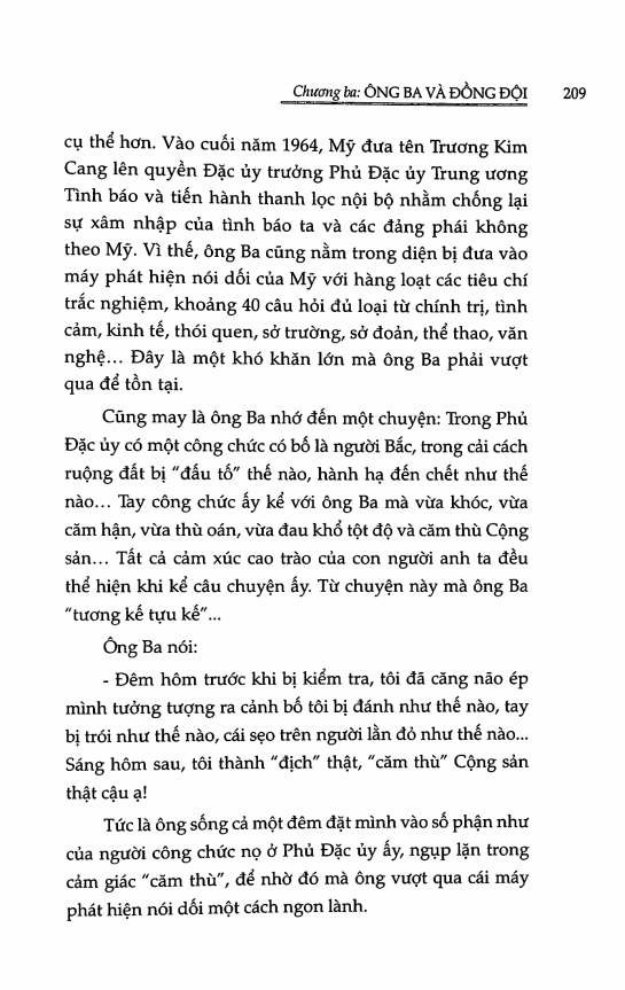 Chương ba: ÔNG BA VÀ ĐỒNG ĐỘI 209
cụ thể hơn. Vào cuối năm 1964, Mỹ đưa tên Trương Kim
Cang lên quyền Đặc ủy trưởng Phủ Đặc ủy Trung ương
Tình báo và tiến hành thanh lọc nội bộ nhằm chống lại
sự xâm nhập của tình báo ta và các đảng phái không
theo Mỹ. Vì thế, ông Ba cũng nằm trong diện bị đưa vào
máy phát hiện nói dối của Mỹ với hàng loạt các tiêu chí
trắc nghiệm, khoảng 40 câu hỏi đủ loại từ chính trị, tình
cảm, kinh tế, thói quen, sở trường, sở đoản, thể thao, văn
nghệ... Đây là một khó khăn lớn mà ông Ba phải vượt
qua để tồn tại.
Cũng may là ông Ba nhớ đến một chuyện: Trong Phủ
Đặc ủy có một công chức có bố là người Bắc, trong cải cách
ruộng đất bị "đấu tố" thế nào, hành hạ đến chết như thế
nào... Tay công chức ấy kể với ông Ba mà vừa khóc, vừa
căm hận, vừa thù oán, vừa đau khổ tột độ và căm thù Cộng
sản... Tất cả cảm xúc cao trào của con người anh ta đều
thể hiện khi kể câu chuyện ấy. Từ chuyện này mà ông Ba
"tương kế tựu kế"...
Ông Ba nói:
- Đêm hôm trước khi bị kiểm tra, tôi đã căng não ép
mình tưởng tượng ra cảnh bố tôi bị đánh như thế nào, tay
bị trói như thế nào, cái sẹo trên người lằn đỏ như thế nào...
Sáng hôm sau, tôi thành "địch" thật, "căm thù" Cộng sản
thật cậu ạ!
Tức là ông sống cả một đêm đặt mình vào số phận như
của người công chức nọ ở Phủ Đặc ủy ấy, ngụp lặn trong
cảm giác "căm thù", để nhờ đó mà ông vượt qua cái máy
phát hiện nói dối một cách ngon lành.